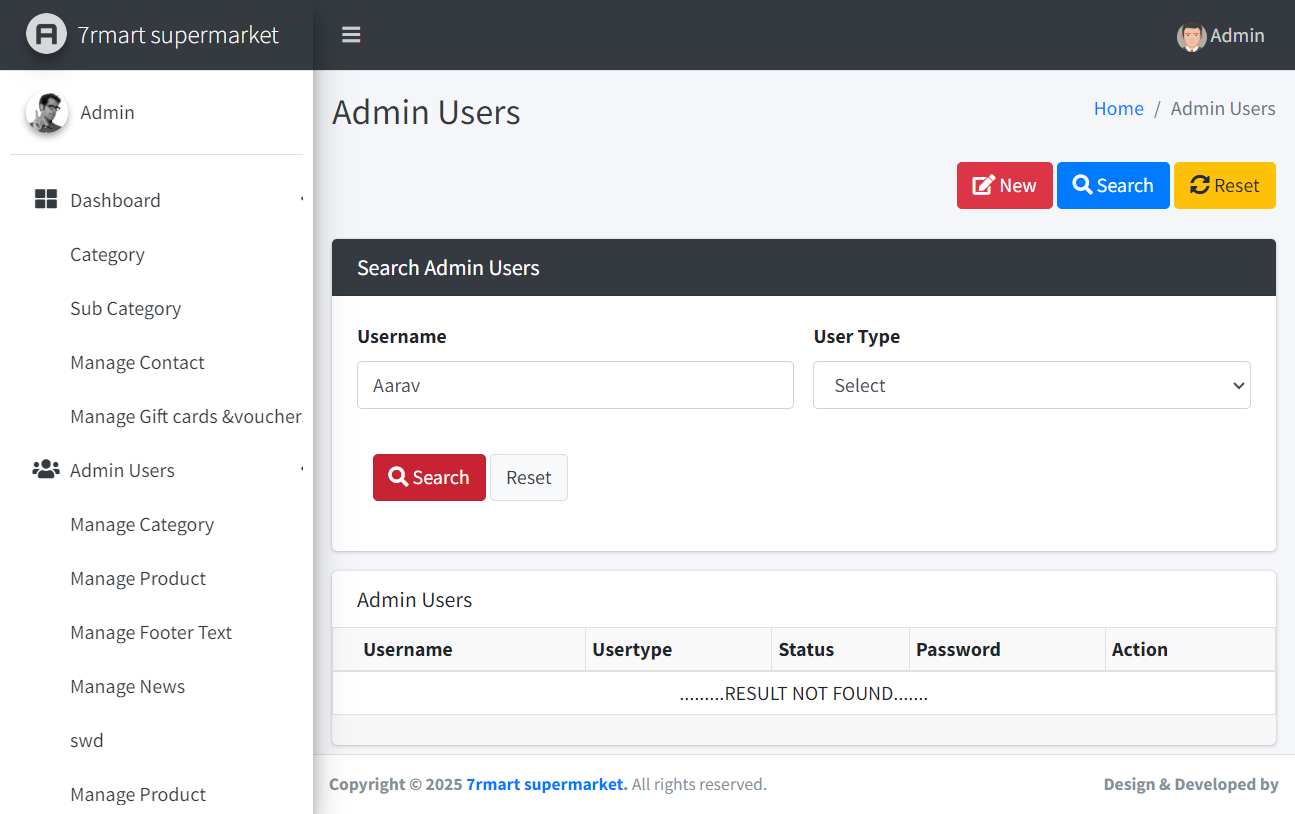 7rmart supermarket
Admin
Admin
Admin Users
Home / Admin Users
New
Search
Reset
Dashboard
Category
Sub Category
Manage Contact
Manage Gift cards &voucher
Admin Users
Manage Category
Manage Product
Manage Footer Text
Manage News
swd
Manage Product
Search Admin Users
Username
User Type
Aarav
Select
Search
Reset
Admin Users
Username Usertype Status Password Action
.........RESULT NOT FOUND.......
Copyright © 2025 7rmart supermarket. All rights reserved.
Design & Developed by